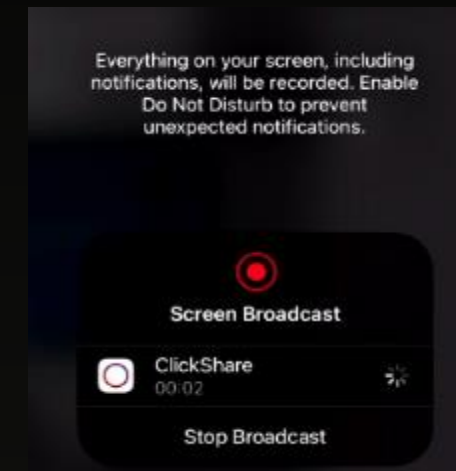 Everything on your screen, including
notifications, will be recorded. Enable
Do Not Disturb to prevent
unexpected notifications.
Screen Broadcast
ClickShare
00:02
Stop Broadcast